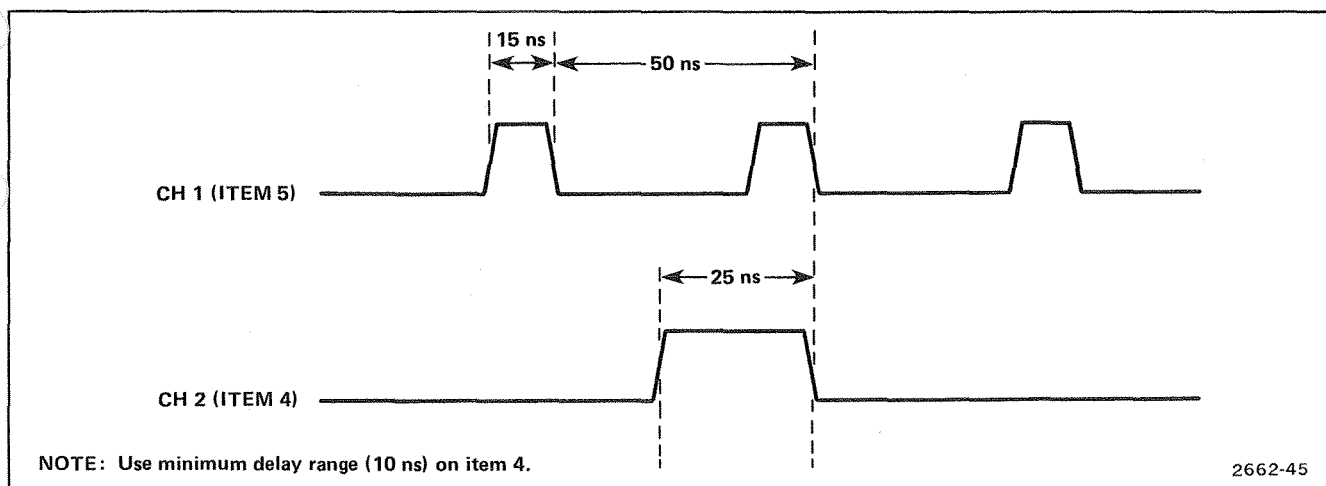 15 ns
50 ns
CH 1 (ITEM 5)
25 ns
CH 2 (ITEM 4)
NOTE: Use minimum delay range (10 ns) on item 4.
2662-45